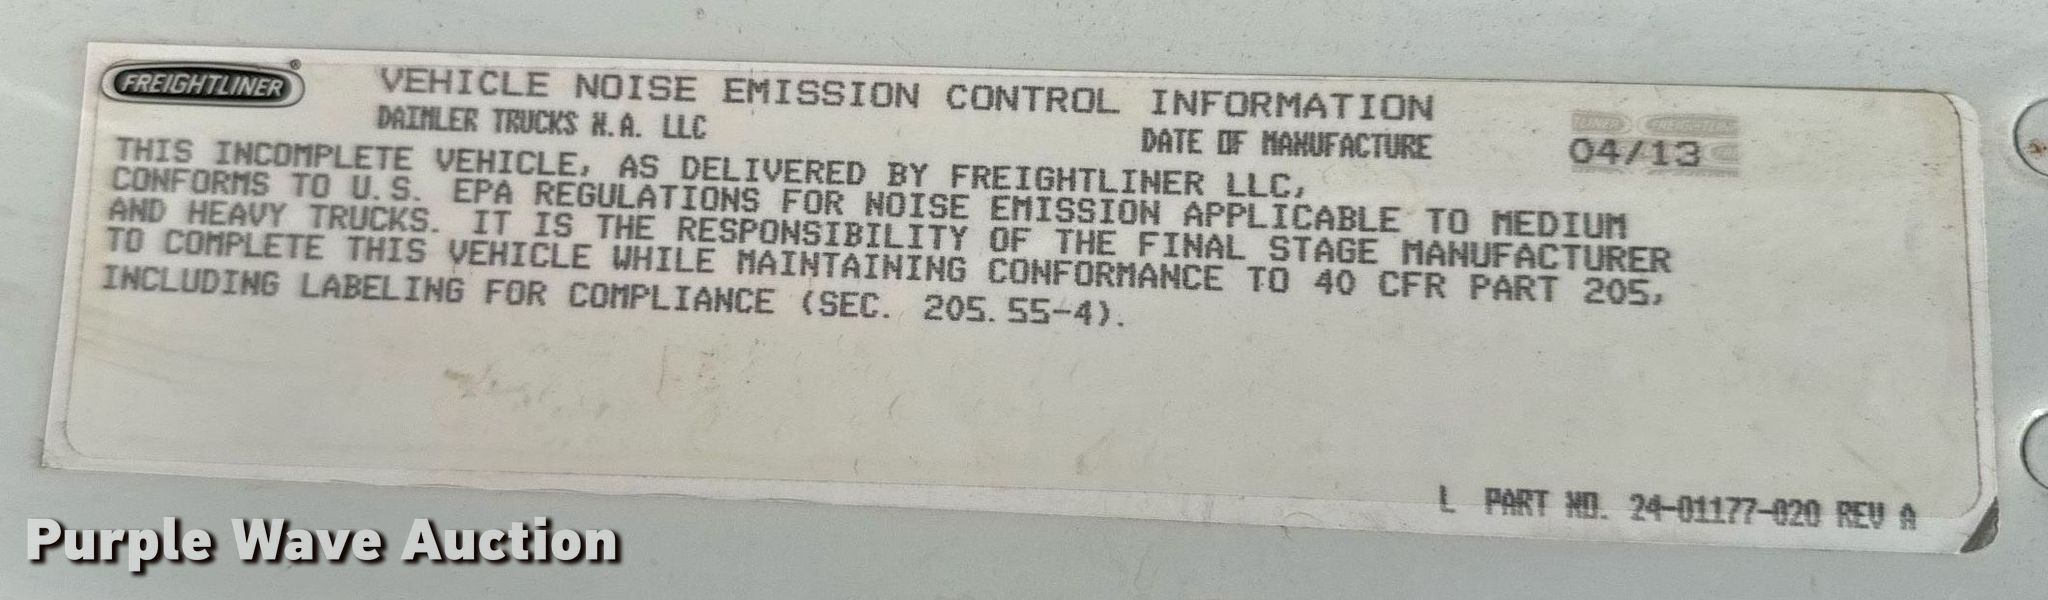 FREIGHTLINER®
VEHICLE NOISE EMISSION CONTROL INFORMATION
DAIMLER TRUCKS N.A. LLC
DATE OF MANUFACTURE 04/13
THIS INCOMPLETE VEHICLE, AS DELIVERED BY FREIGHTLINER LLC,
CONFORMS TO U.S. EPA REGULATIONS FOR NOISE EMISSION APPLICABLE TO MEDIUM
AND HEAVY TRUCKS. IT IS THE RESPONSIBILITY OF THE FINAL STAGE MANUFACTURER
TO COMPLETE THIS VEHICLE WHILE MAINTAINING CONFORMANCE TO 40 CFR PART 205,
INCLUDING LABELING FOR COMPLIANCE (SEC. 205.55-4).
L PART NO. 24-01177-020 REV A
Purple Wave Auction